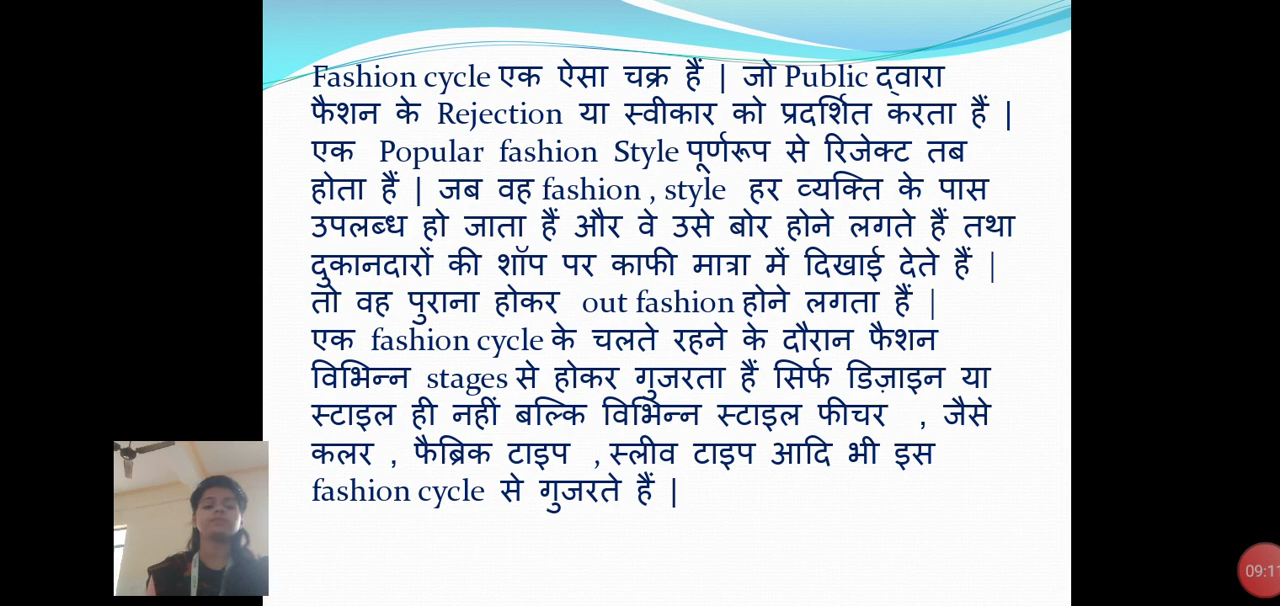 Fashion cycle एक ऐसा चक्र हैं | जो Public द्वारा
फैशन के Rejection या स्वीकार को प्रदर्शित करता हैं |
एक Popular fashion Style पूर्णरूप से रिजेक्ट तब
होता हैं | जब वह fashion , style हर व्यक्ति के पास
उपलब्ध हो जाता हैं और वे उसे बोर होने लगते हैं तथा
दुकानदारों की शॉप पर काफी मात्रा में दिखाई देते हैं |
तो वह पुराना होकर out fashion होने लगता हैं |
एक fashion cycle के चलते रहने के दौरान फैशन
विभिन्न stages से होकर गुजरता हैं सिर्फ डिज़ाइन या
स्टाइल ही नहीं बल्कि विभिन्न स्टाइल फीचर , जैसे
कलर , फैब्रिक टाइप , स्लीव टाइप आदि भी इस
fashion cycle से गुजरते हैं |
09:11